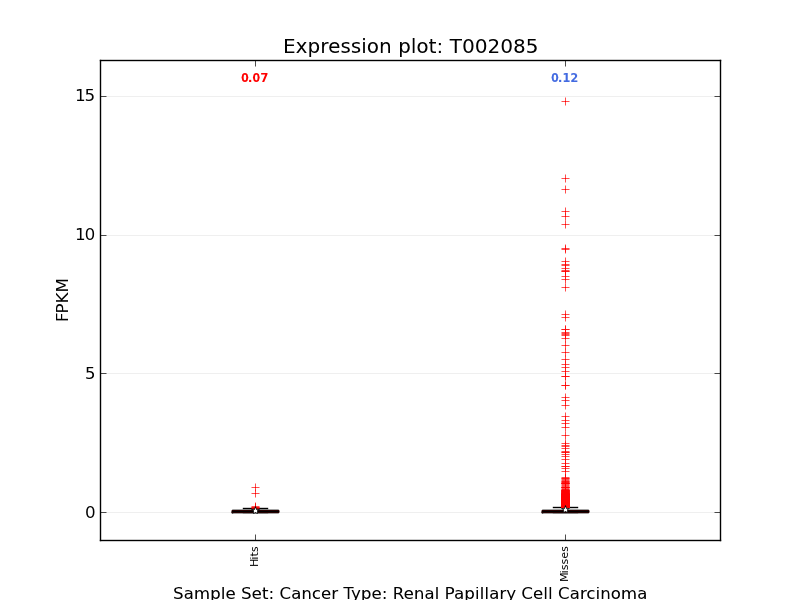 Expression plot: T002085
0.07
0.12
15
10
5
0
FPKM
Hits
Misses
Sample Set: Cancer Type: Renal Papillary Cell Carcinoma